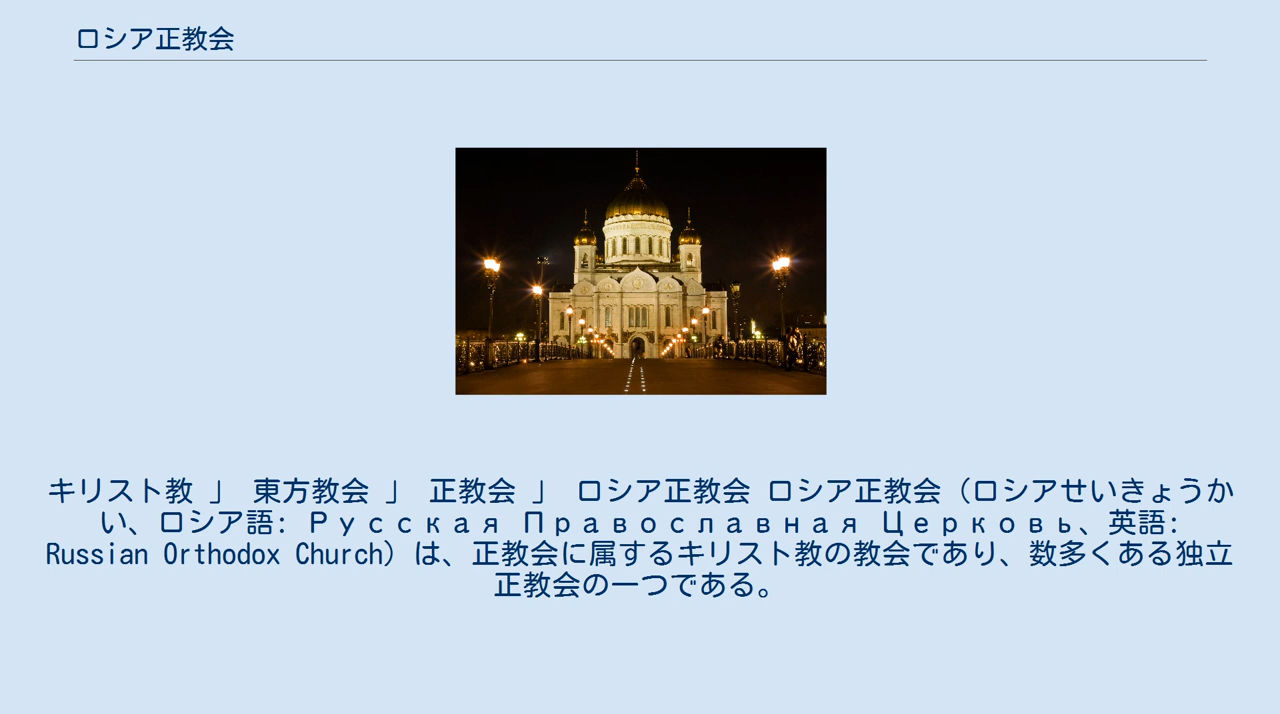 ロシア正教会
キリスト教 」 東方教会 」 正教会 」 ロシア正教会 ロシア正教会（ロシアせいきょうか
い、ロシア語: Русская Православная Церковь、英語:
Russian Orthodox Church）は、正教会に属するキリスト教の教会であり、数多くある独立
正教会の一つである。